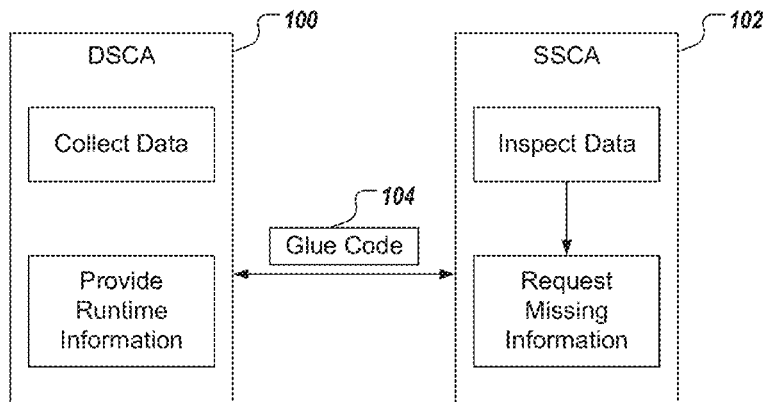 100
DSCA
Collect Data
Provide
Runtime
Information
104
Glue Code
102
SSCA
Inspect Data
Request
Missing
Information